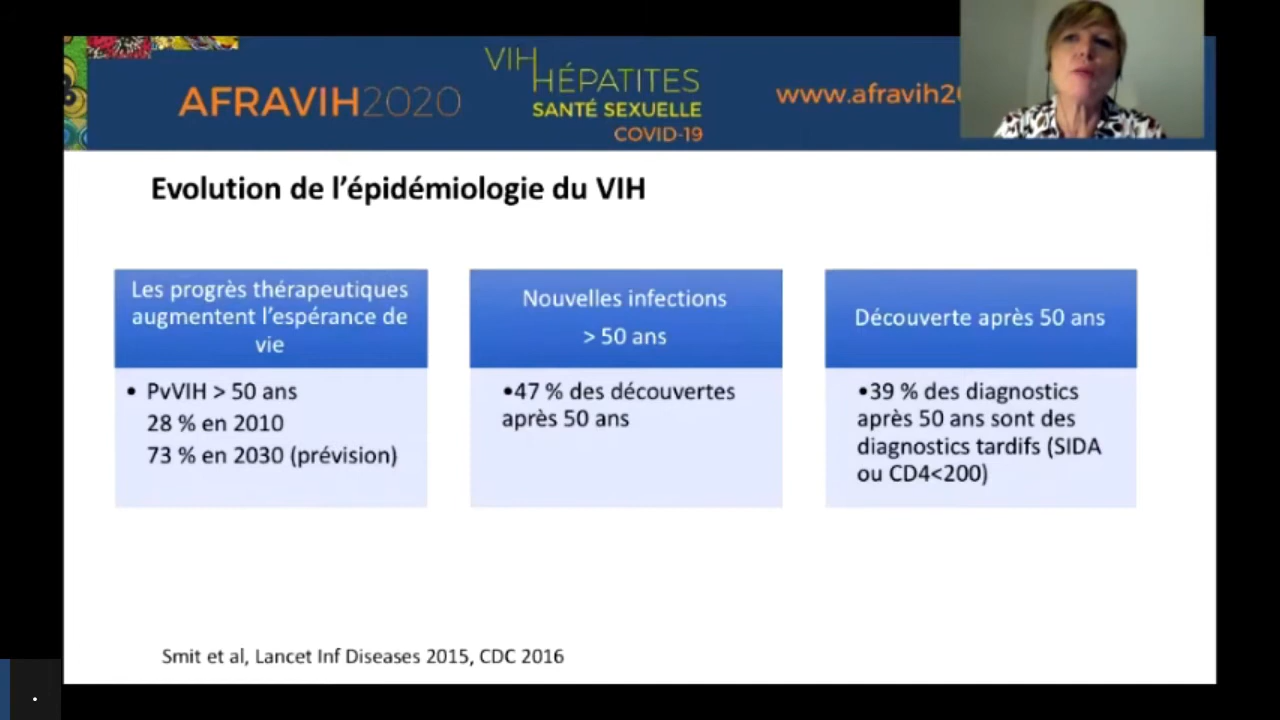 AFRAVIH2020
VIH
HÉPATITES
SANTÉ SEXUELLE
COVID-19
www.afravih2
Evolution de l’épidémiologie du VIH
Les progrès thérapeutiques
augmentent l’espérance de
vie
• PvVIH > 50 ans
28 % en 2010
73 % en 2030 (prévision)
Nouvelles infections
> 50 ans
•47 % des découvertes
après 50 ans
Découverte après 50 ans
•39 % des diagnostics
après 50 ans sont des
diagnostics tardifs (SIDA
ou CD4<200)
Smit et al, Lancet Inf Diseases 2015, CDC 2016